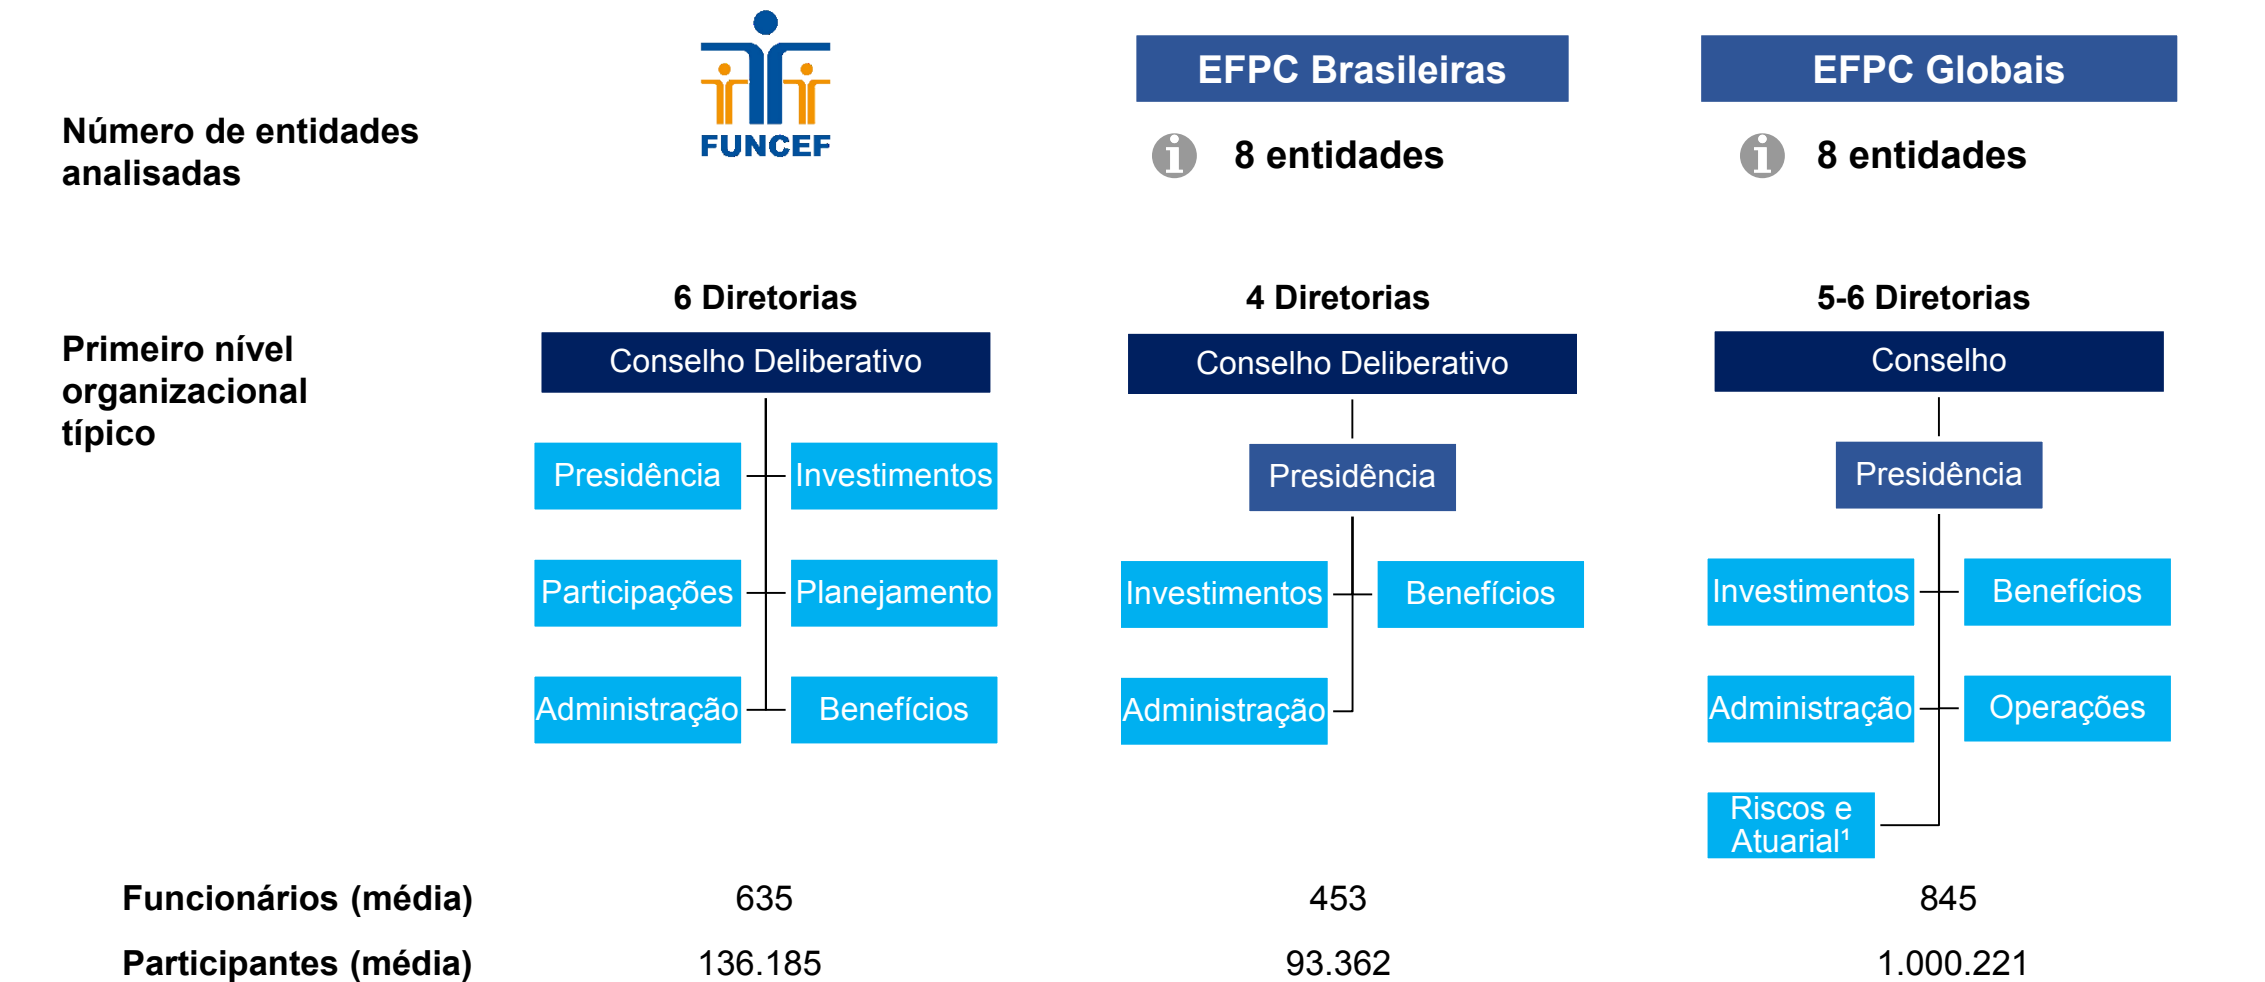 FUNCEF
EFPC Brasileiras
EFPC Globais
Número de entidades
analisadas
8 entidades
8 entidades
Primeiro nível
organizacional
típico
6 Diretorias
Conselho Deliberativo
Presidência
Investimentos
Participações
Planejamento
Administração
Benefícios
4 Diretorias
Conselho Deliberativo
Presidência
Investimentos
Benefícios
Administração
5-6 Diretorias
Conselho
Presidência
Investimentos
Benefícios
Administração
Operações
Riscos e
Atuarial¹
Funcionários (média)
635
453
845
Participantes (média)
136.185
93.362
1.000.221